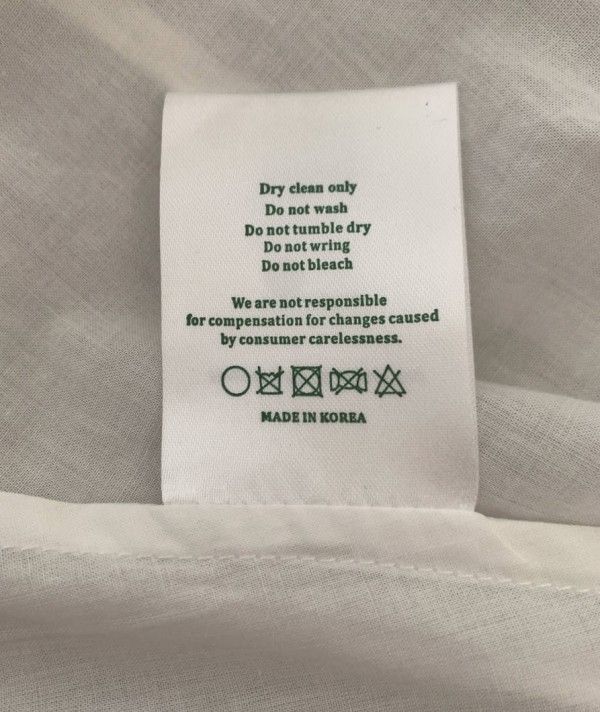 Dry clean only
Do not wash
Do not tumble dry
Do not wring
Do not bleach
We are not responsible
for compensation for changes caused
by consumer carelessness.
MADE IN KOREA